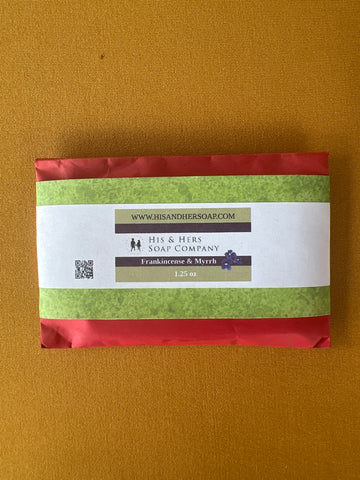 WWW.HISANDHERSOAP.COM
His & Hers
Soap Company
Frankincense & Myrrh
1.25 oz